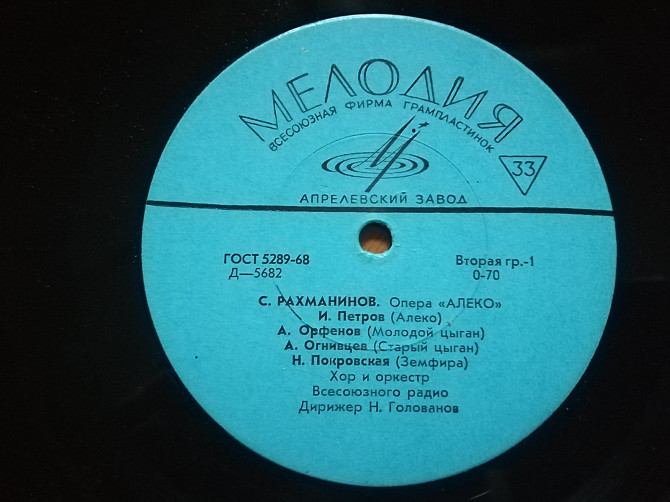 МЕЛОДИЯ
ВСЕСОЮЗНАЯ ФИРМА ГРАМПЛАСТИНОК
33
АПРЕЛЕВСКИЙ ЗАВОД
ГОСТ 5289-68
Вторая гр.-1
Д—5682
0-70
С. РАХМАНИНОВ. Опера «АЛЕКО»
И. Петров (Алеко)
А. Орфенов (Молодой цыган)
А. Огнивцев (Старый цыган)
Н. Покровская (Земфира)
Хор и оркестр
Всесоюзного радио
Дирижер Н. Голованов